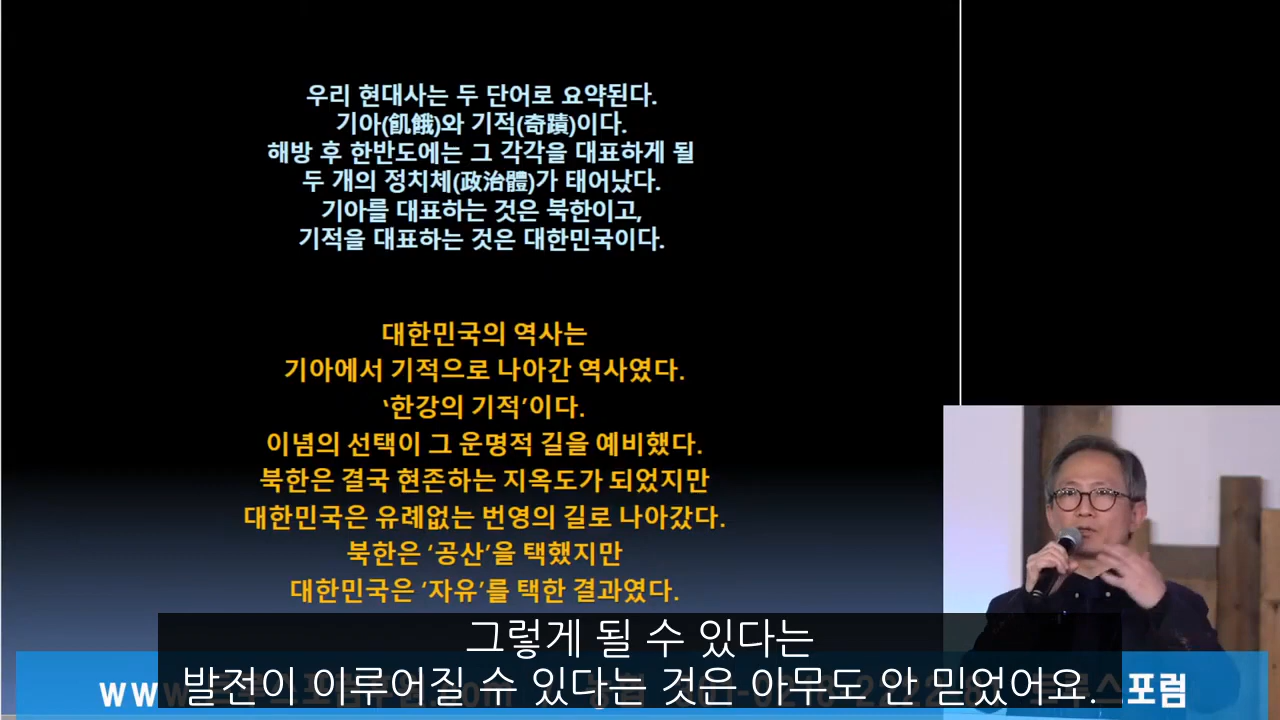 우리 현대사는 두 단어로 요약된다.
기아(飢餓)와 기적(奇蹟)이다.
해방 후 한반도에는 그 각각을 대표하게 될
두 개의 정치체(政治體)가 태어났다.
기아를 대표하는 것은 북한이고,
기적을 대표하는 것은 대한민국이다.
대한민국의 역사는
기아에서 기적으로 나아간 역사였다.
‘한강의 기적’이다.
이념의 선택이 그 운명적 길을 예비했다.
북한은 결국 현존하는 지옥도가 되었지만
대한민국은 유례없는 번영의 길로 나아갔다.
북한은 ‘공산’을 택했지만
대한민국은 ‘자유’를 택한 결과였다.
그렇게 될 수 있다는
발전이 이루어질 수 있다는 것은 아무도 안 믿었어요.
포럼